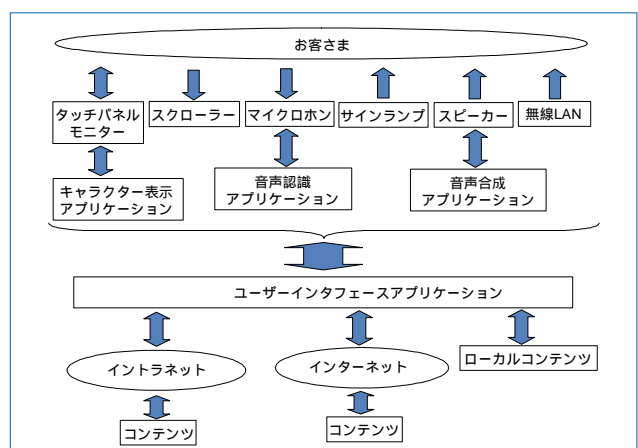 お客さま
タッチパネル
モニター
スクローラー
マイクロホン
サインランプ
スピーカー
無線LAN
キャラクター表示
アプリケーション
音声認識
アプリケーション
音声合成
アプリケーション
ユーザーインタフェースアプリケーション
イントラネット
インターネット
ローカルコンテンツ
コンテンツ
コンテンツ